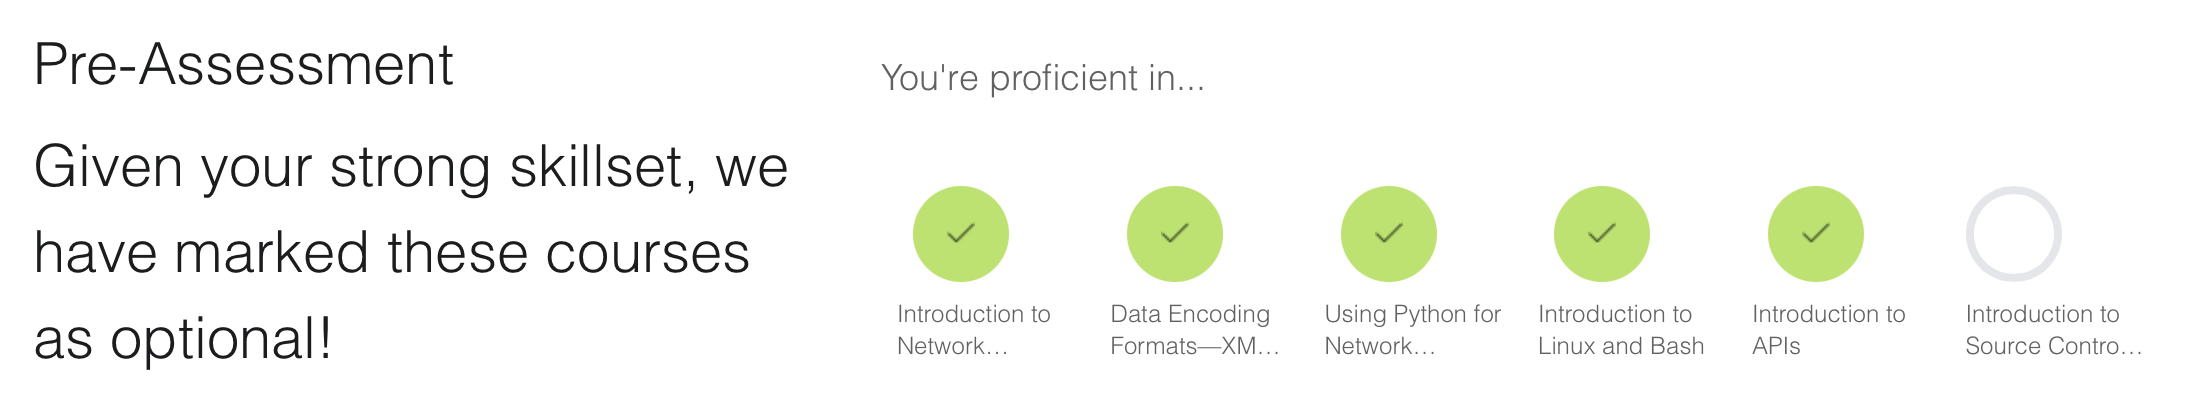 Pre-Assessment
Given your strong skillset, we
have marked these courses
as optional!
You're proficient in...
Introduction to
Network...
Data Encoding
Formats—XM...
Using Python for
Network...
Introduction to
Linux and Bash
Introduction to
APIs
Introduction to
Source Contro...